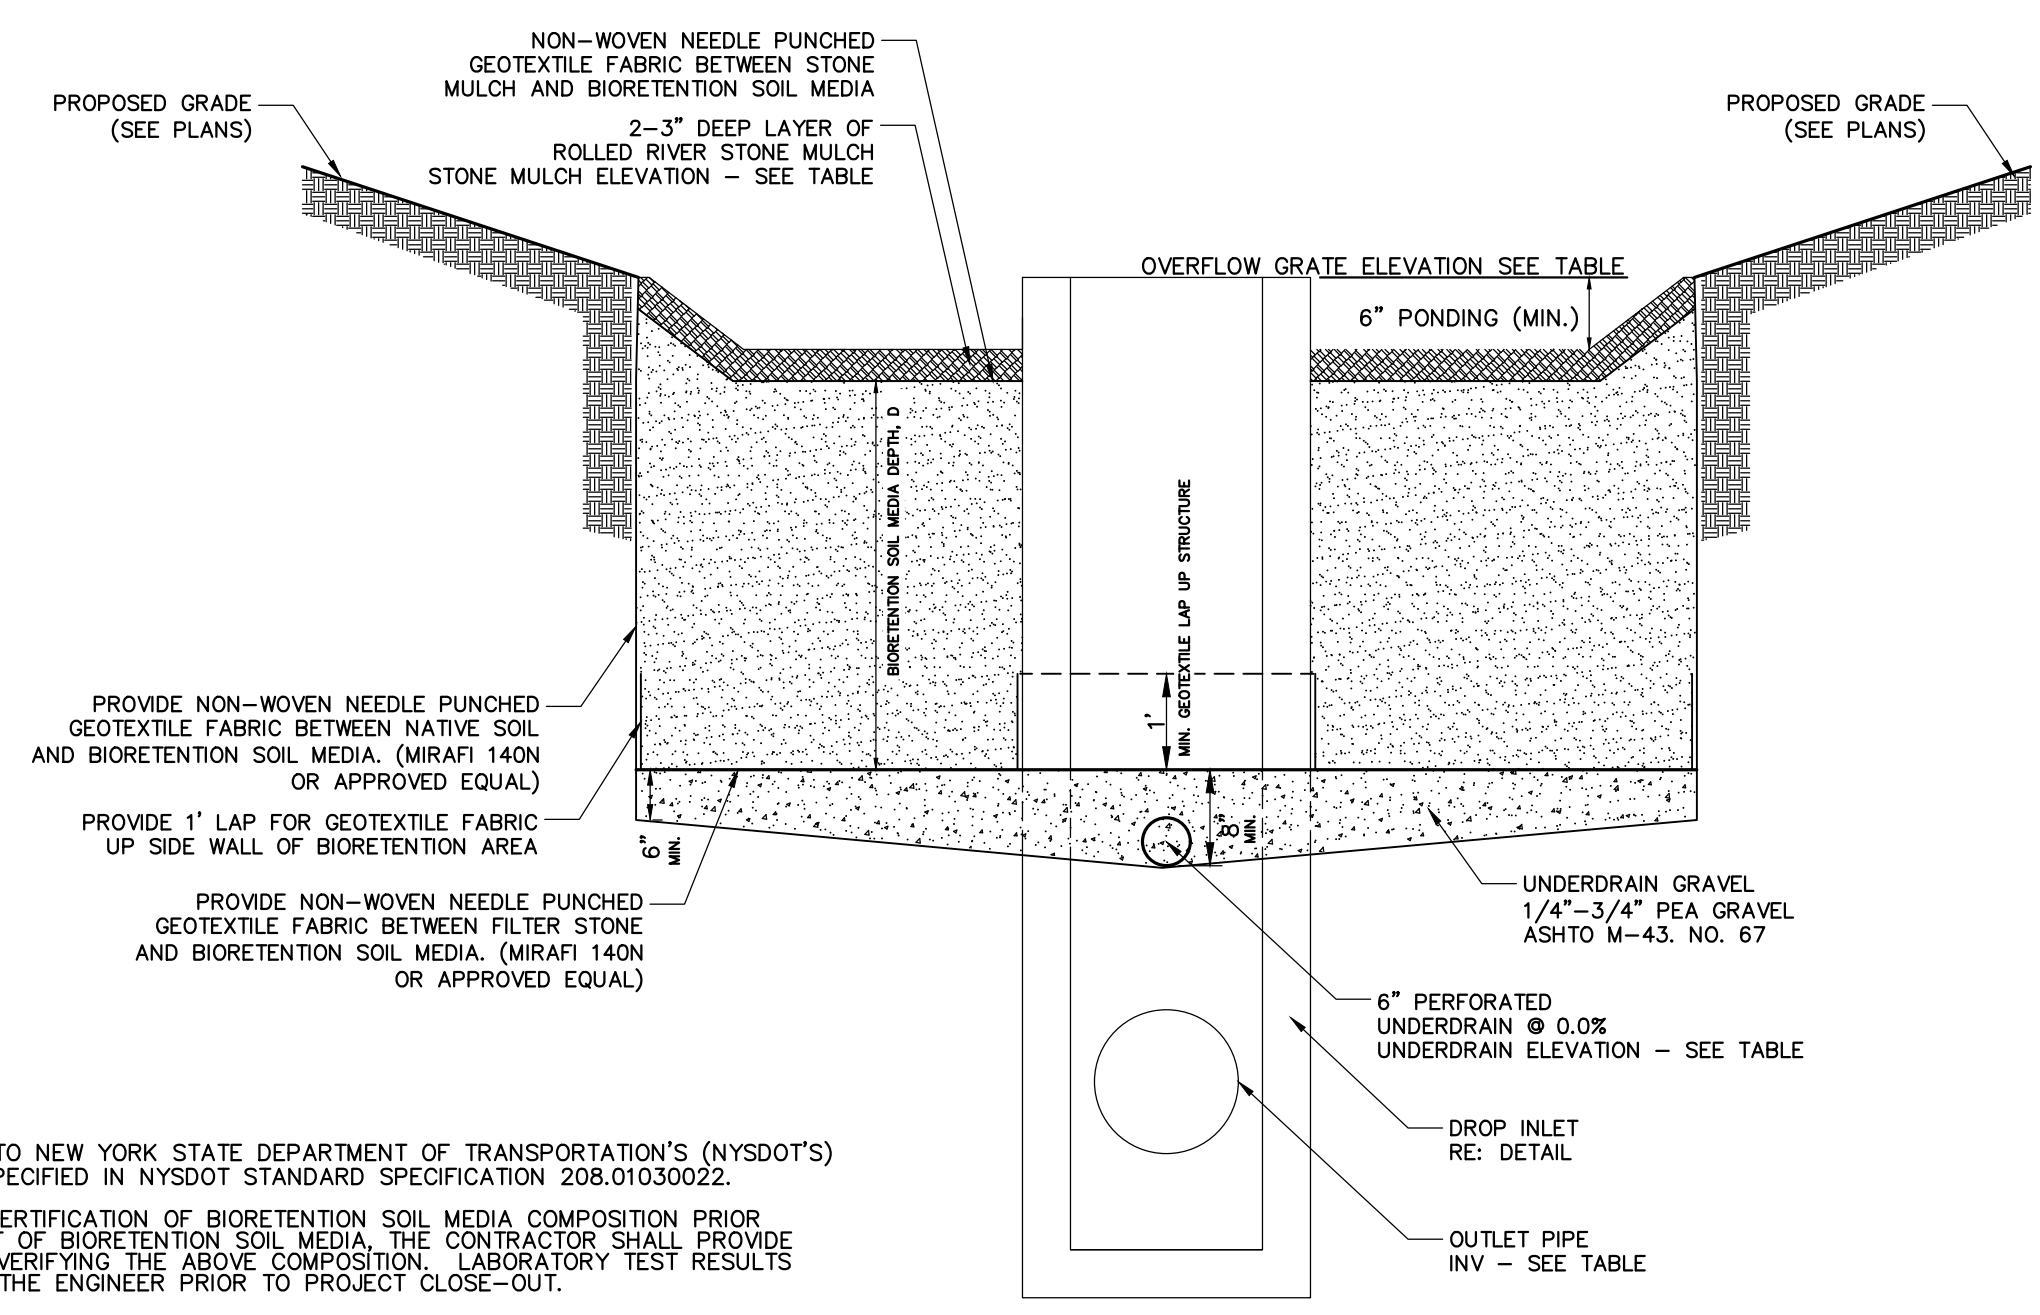 NON-WOVEN NEEDLE PUNCHED
GEOTEXTILE FABRIC BETWEEN STONE
MULCH AND BIORETENTION SOIL MEDIA
PROPOSED GRADE
(SEE PLANS)
2-3" DEEP LAYER OF
ROLLED RIVER STONE MULCH
STONE MULCH ELEVATION - SEE TABLE
PROPOSED GRADE
(SEE PLANS)
OVERFLOW GRATE ELEVATION SEE TABLE
6" PONDING (MIN.)
BIORETENTION SOIL MEDIA DEPTH, D
1'
MIN. GEOTEXTILE LAP UP STRUCTURE
PROVIDE NON-WOVEN NEEDLE PUNCHED
GEOTEXTILE FABRIC BETWEEN NATIVE SOIL
AND BIORETENTION SOIL MEDIA. (MIRAFI 140N
OR APPROVED EQUAL)
PROVIDE 1' LAP FOR GEOTEXTILE FABRIC
UP SIDE WALL OF BIORETENTION AREA
6"
MIN.
8"
MIN.
PROVIDE NON-WOVEN NEEDLE PUNCHED
GEOTEXTILE FABRIC BETWEEN FILTER STONE
AND BIORETENTION SOIL MEDIA. (MIRAFI 140N
OR APPROVED EQUAL)
UNDERDRAIN GRAVEL
1/4"-3/4" PEA GRAVEL
ASHTO M-43. NO. 67
6" PERFORATED
UNDERDRAIN @ 0.0%
UNDERDRAIN ELEVATION - SEE TABLE
DROP INLET
RE: DETAIL
OUTLET PIPE
INV - SEE TABLE
TO NEW YORK STATE DEPARTMENT OF TRANSPORTATION'S (NYSDOT'S)
PECIFIED IN NYSDOT STANDARD SPECIFICATION 208.01030022.
ERTIFICATION OF BIORETENTION SOIL MEDIA COMPOSITION PRIOR
T OF BIORETENTION SOIL MEDIA, THE CONTRACTOR SHALL PROVIDE
VERIFYING THE ABOVE COMPOSITION. LABORATORY TEST RESULTS
THE ENGINEER PRIOR TO PROJECT CLOSE-OUT.